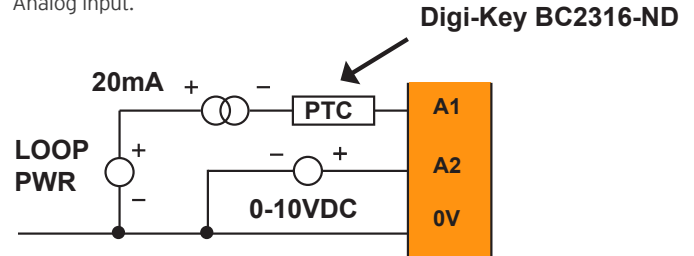 Analog Input.
Digi-Key BC2316-ND
20mA + −
PTC
A1
LOOP
PWR
+
−
− +
A2
0-10VDC
0V